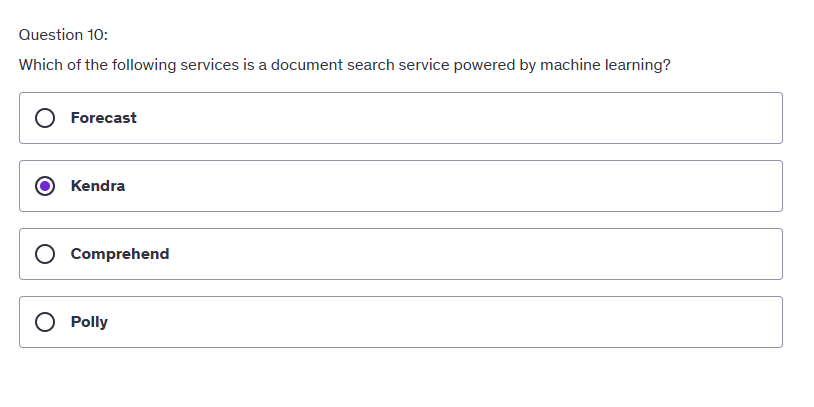 Question 10:
Which of the following services is a document search service powered by machine learning?
Forecast
Kendra
Comprehend
Polly